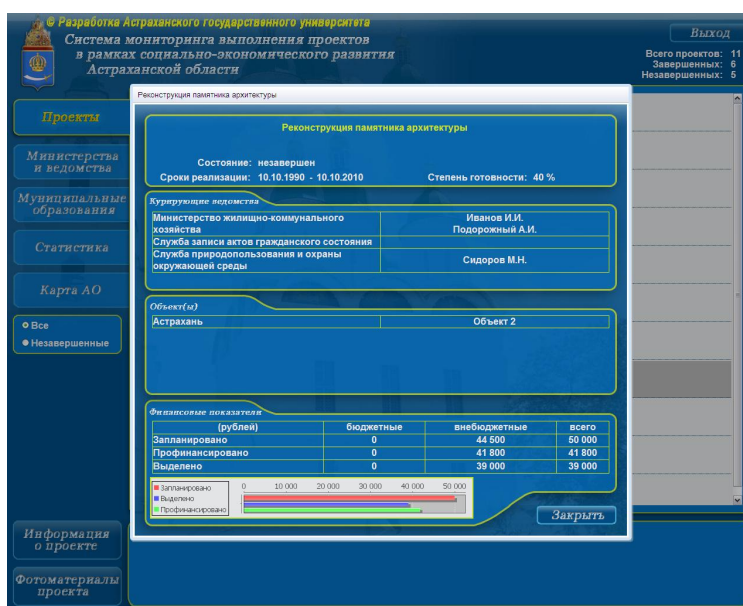 © Разработка Астраханского государственного университета
Система мониторинга выполнения проектов
в рамках социально-экономического развития
Астраханской области
Выход
Всего проектов: 11
Завершенных: 6
Незавершенных: 5
Проекты
Министерства
и ведомства
Муниципальные
образования
Статистика
Карта АО
Все
Незавершенные
Информация
о проекте
Фотоматериалы
проекта
Реконструкция памятника архитектуры
Реконструкция памятника архитектуры
Состояние: незавершен
Сроки реализации: 10.10.1990 - 10.10.2010 Степень готовности: 40 %
Курирующие ведомства
Министерство жилищно-коммунального Иванов И.И.
хозяйства Подорожный А.И.
Служба записи актов гражданского состояния
Служба природопользования и охраны
окружающей среды Сидоров М.Н.
Объект(ы)
Астрахань Объект 2
Финансовые показатели
(рублей) бюджетные внебюджетные всего
Запланировано 0 44 500 50 000
Профинансировано 0 41 800 41 800
Выделено 0 39 000 39 000
0 10 000 20 000 30 000 40 000 50 000
Запланировано
Выделено
Профинансировано
Закрыть